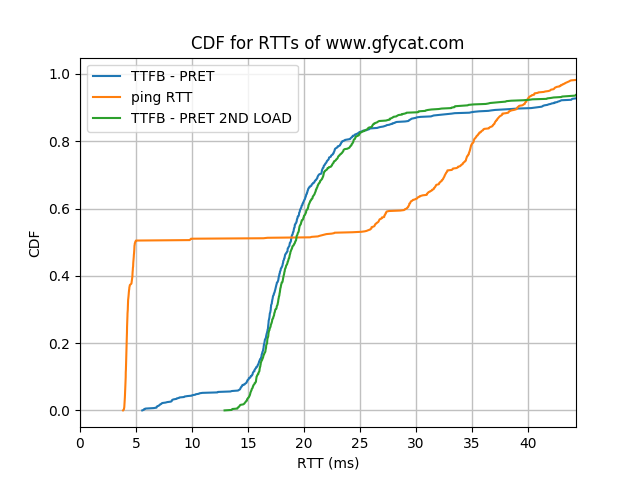 CDF for RTTs of www.gfycat.com
TTFB - PRET
ping RTT
TTFB - PRET 2ND LOAD
CDF
1.0
0.8
0.6
0.4
0.2
0.0
0 5 10 15 20 25 30 35 40
RTT (ms)